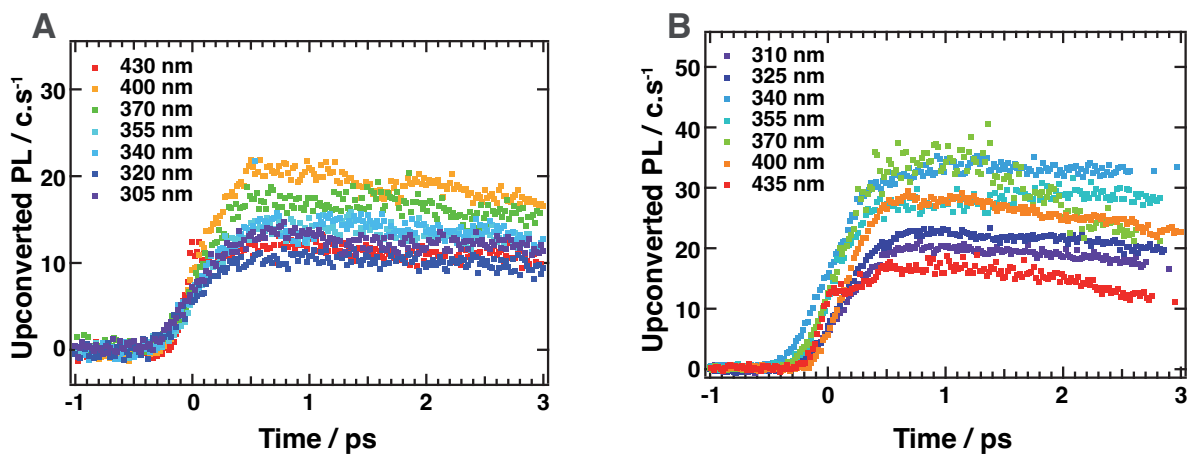 A
Upconverted PL / c.s⁻¹
30
20
10
0
430 nm
400 nm
370 nm
355 nm
340 nm
320 nm
305 nm
-1
0
1
2
3
Time / ps
B
Upconverted PL / c.s⁻¹
50
40
30
20
10
0
310 nm
325 nm
340 nm
355 nm
370 nm
400 nm
435 nm
-1
0
1
2
3
Time / ps